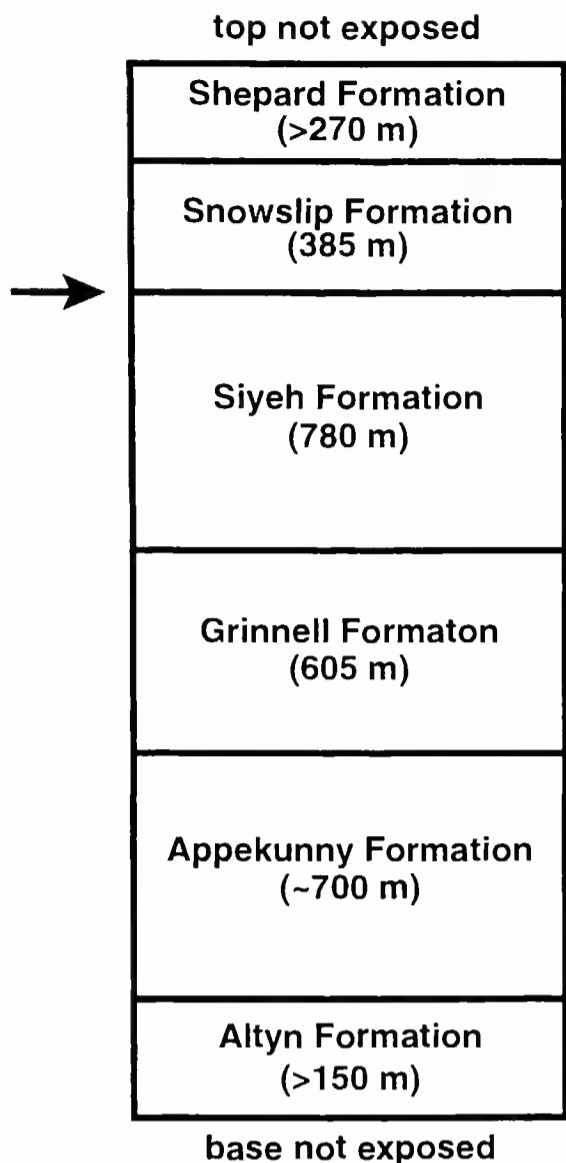 top not exposed
Shepard Formation
(>270 m)
Snowslip Formation
(385 m)
Siyeh Formation
(780 m)
Grinnell Formaton
(605 m)
Appekunny Formation
(~700 m)
Altyn Formation
(>150 m)
base not exposed